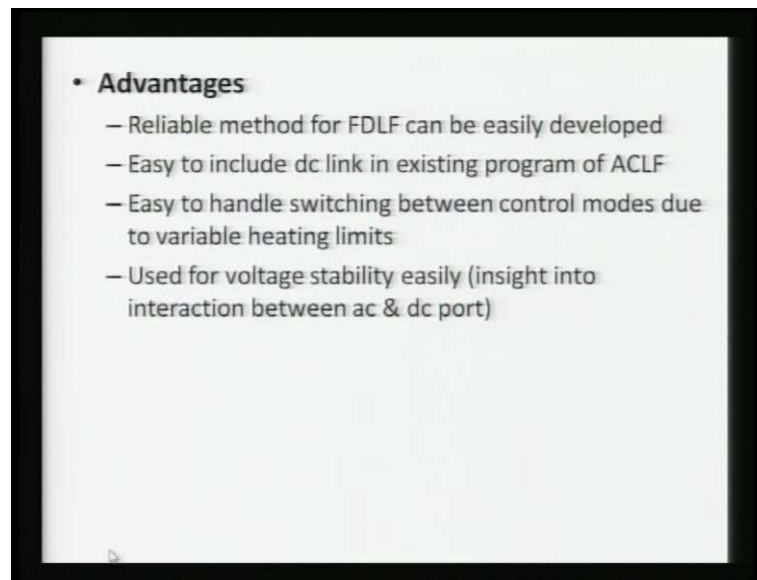 • Advantages
– Reliable method for FDLF can be easily developed
– Easy to include dc link in existing program of ACLF
– Easy to handle switching between control modes due
to variable heating limits
– Used for voltage stability easily (insight into
interaction between ac & dc port)